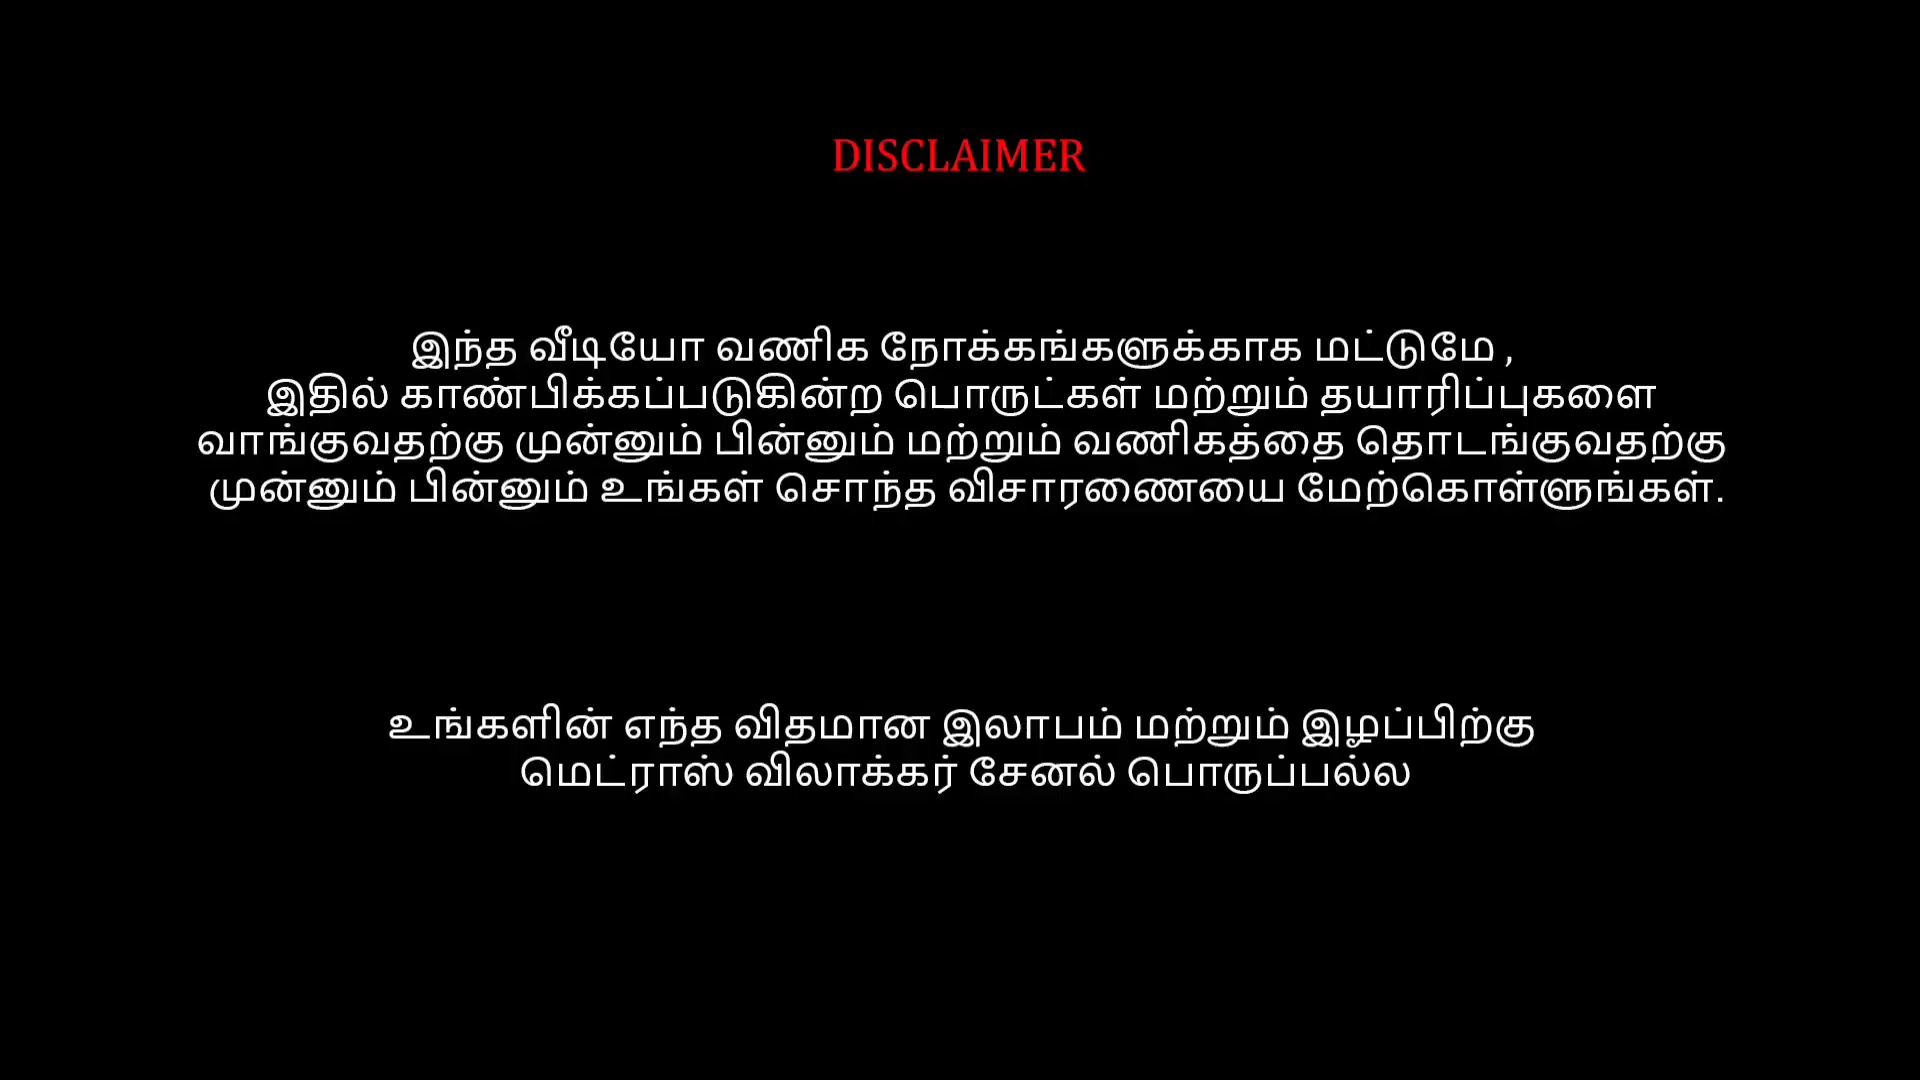 DISCLAIMER
இந்த வீடியோ வணிக நோக்கங்களுக்காக மட்டுமே ,
இதில் காண்பிக்கப்படுகின்ற பொருட்கள் மற்றும் தயாரிப்புகளை
வாங்குவதற்கு முன்னும் பின்னும் மற்றும் வணிகத்தை தொடங்குவதற்கு
முன்னும் பின்னும் உங்கள் சொந்த விசாரணையை மேற்கொள்ளுங்கள்.
உங்களின் எந்த விதமான இலாபம் மற்றும் இழப்பிற்கு
மெட்ராஸ் விலாக்கர் சேனல் பொருப்பல்ல